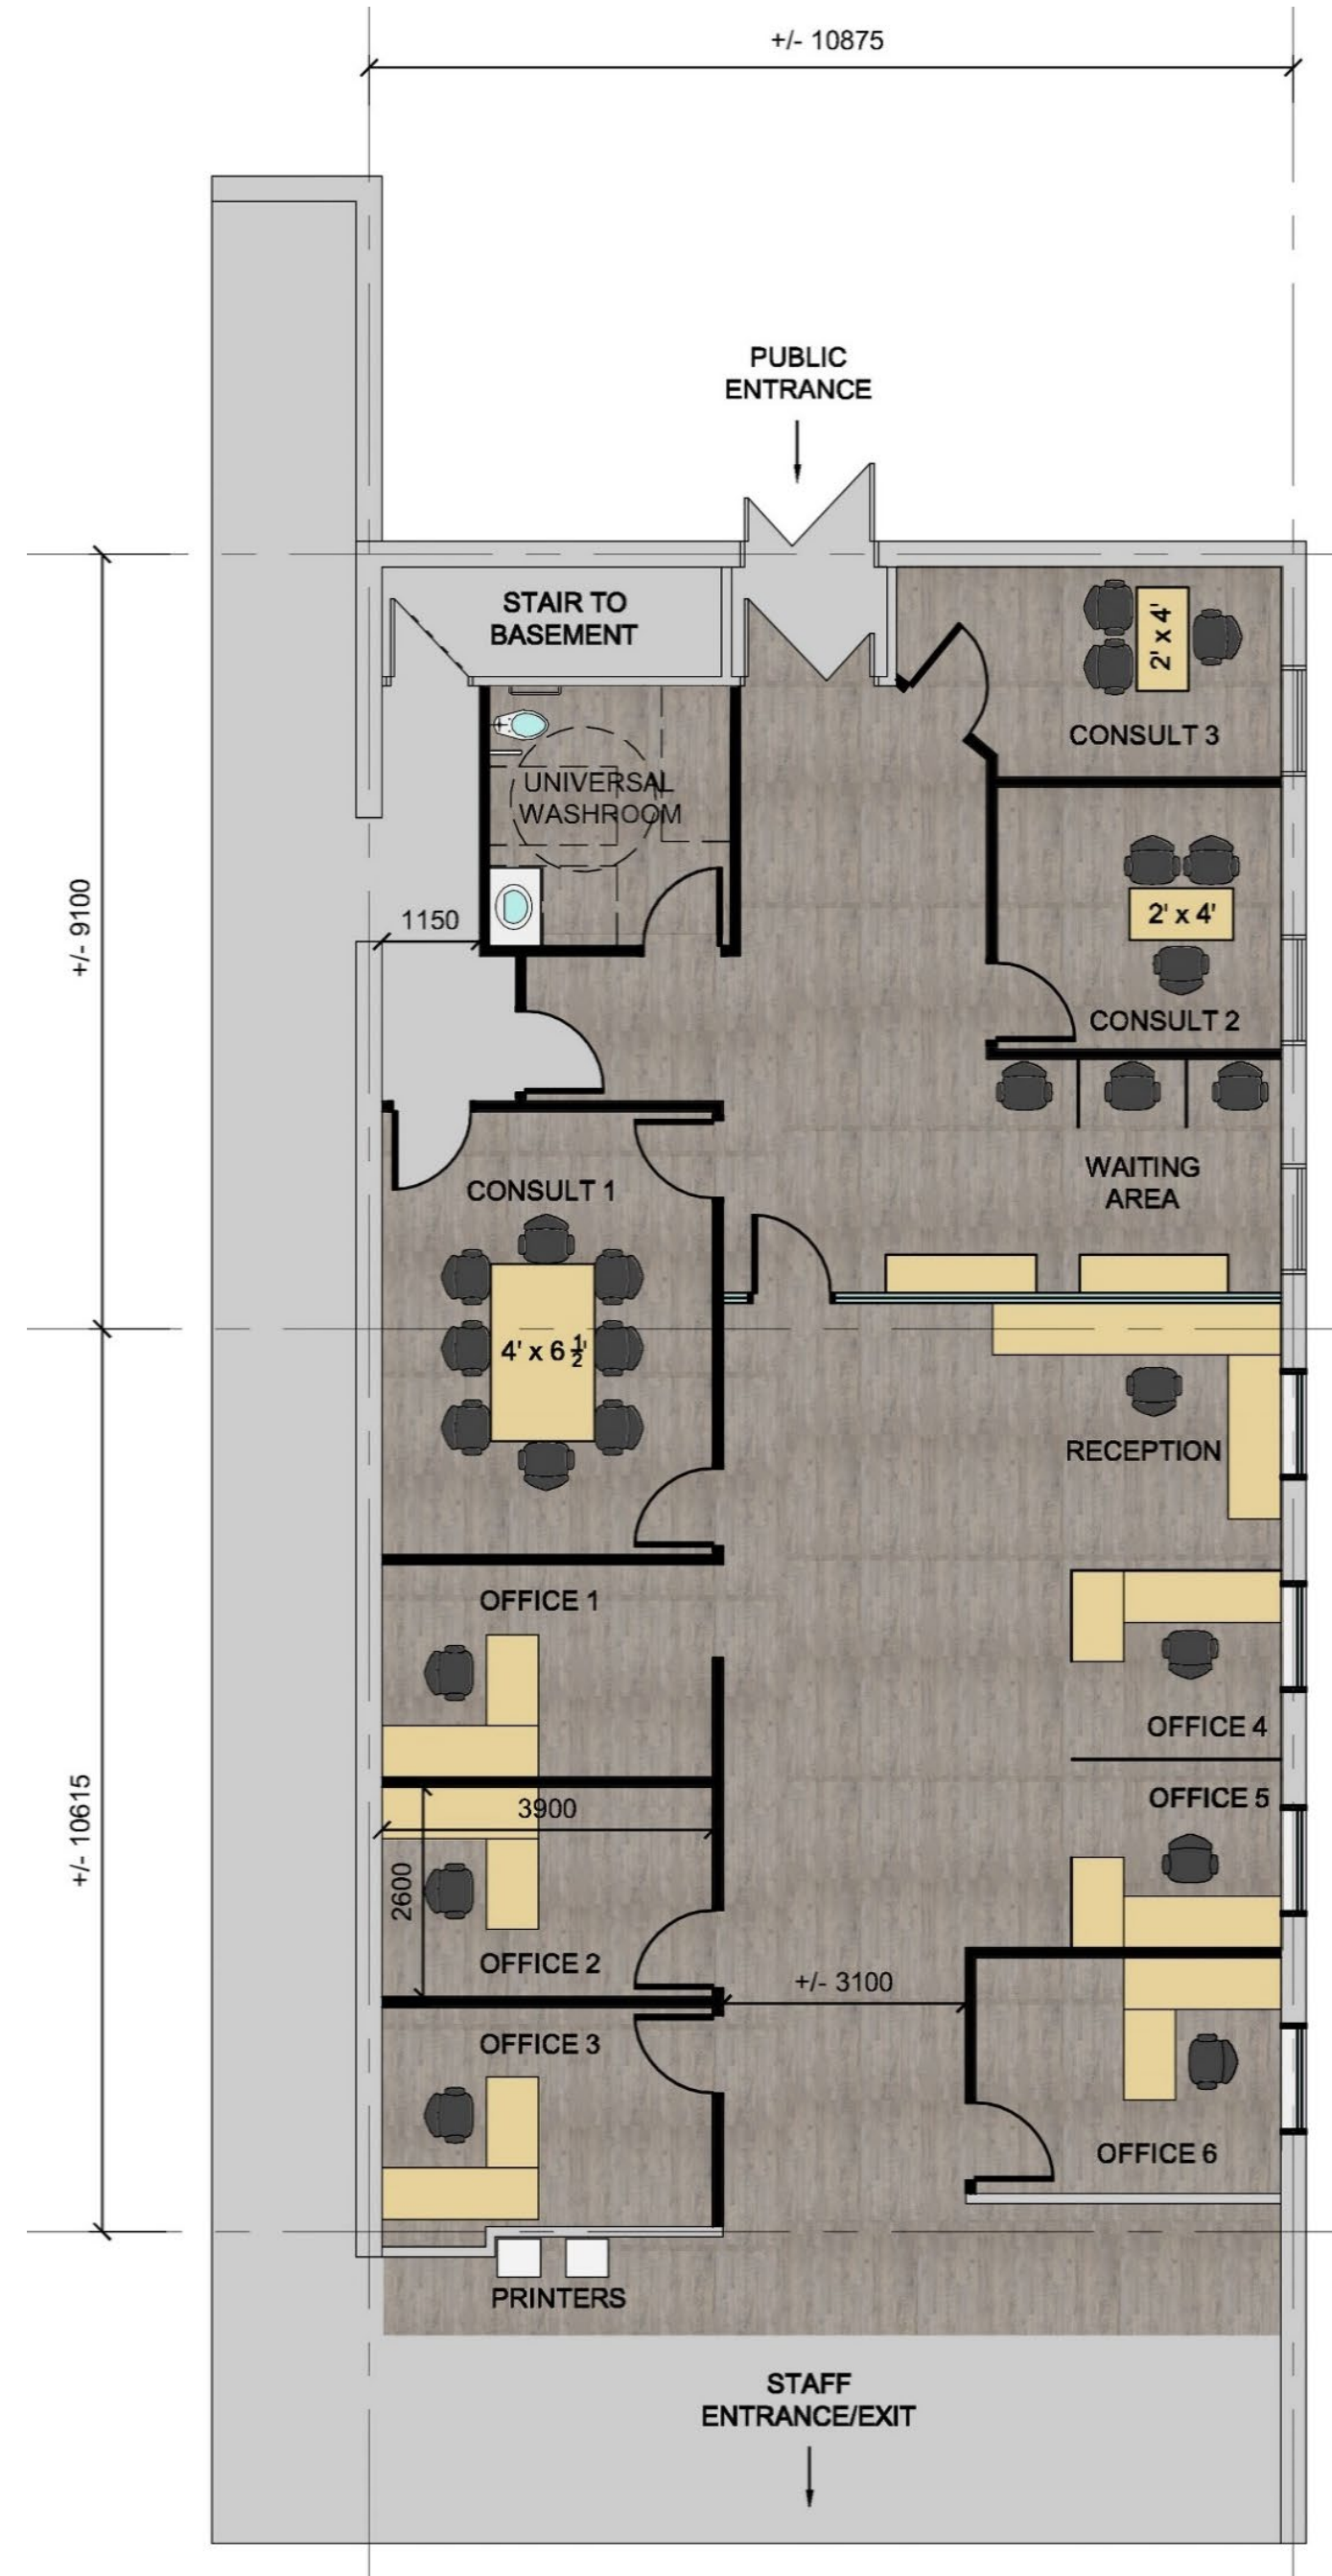 +/- 10875
PUBLIC
ENTRANCE
STAIR TO
BASEMENT
2' x 4'
CONSULT 3
UNIVERSAL
WASHROOM
+/- 9100
1150
2' x 4'
CONSULT 2
WAITING
AREA
CONSULT 1
4' x 6 1/2'
RECEPTION
OFFICE 1
OFFICE 4
OFFICE 5
3900
+/- 10615
2600
OFFICE 2
+/- 3100
OFFICE 3
OFFICE 6
PRINTERS
STAFF
ENTRANCE/EXIT